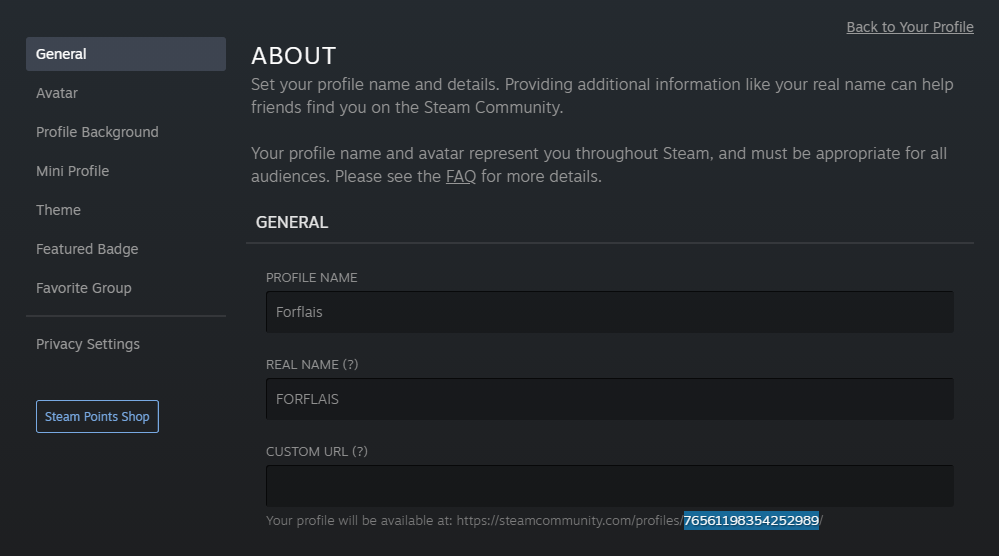 Back to Your Profile
General
Avatar
Profile Background
Mini Profile
Theme
Featured Badge
Favorite Group
Privacy Settings
Steam Points Shop
ABOUT
Set your profile name and details. Providing additional information like your real name can help
friends find you on the Steam Community.
Your profile name and avatar represent you throughout Steam, and must be appropriate for all
audiences. Please see the FAQ for more details.
GENERAL
PROFILE NAME
Forflais
REAL NAME (?)
FORFLAIS
CUSTOM URL (?)
Your profile will be available at: https://steamcommunity.com/profiles/76561198354252989/